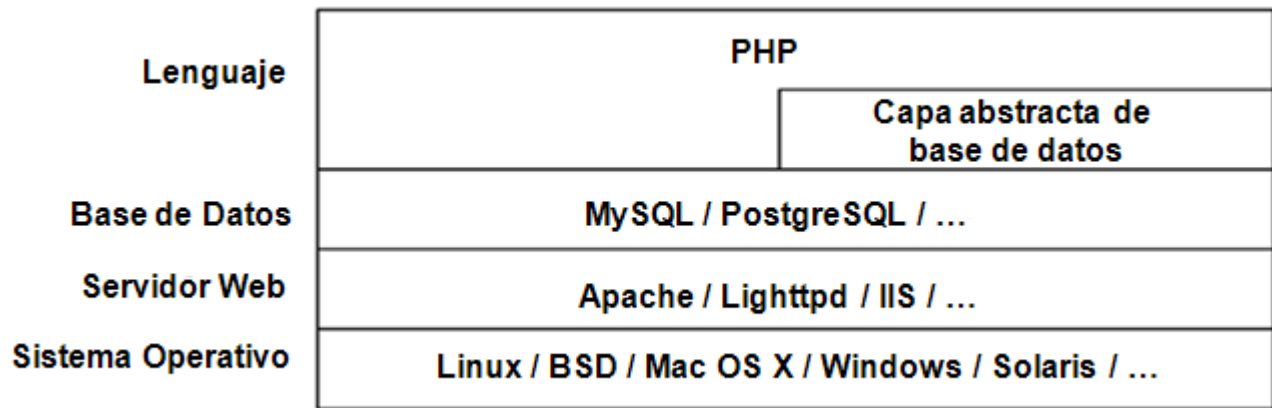 Lenguaje
PHP
Capa abstracta de
base de datos
Base de Datos
MySQL / PostgreSQL / ...
Servidor Web
Apache / Lighttpd / IIS / ...
Sistema Operativo
Linux / BSD / Mac OS X / Windows / Solaris / ...